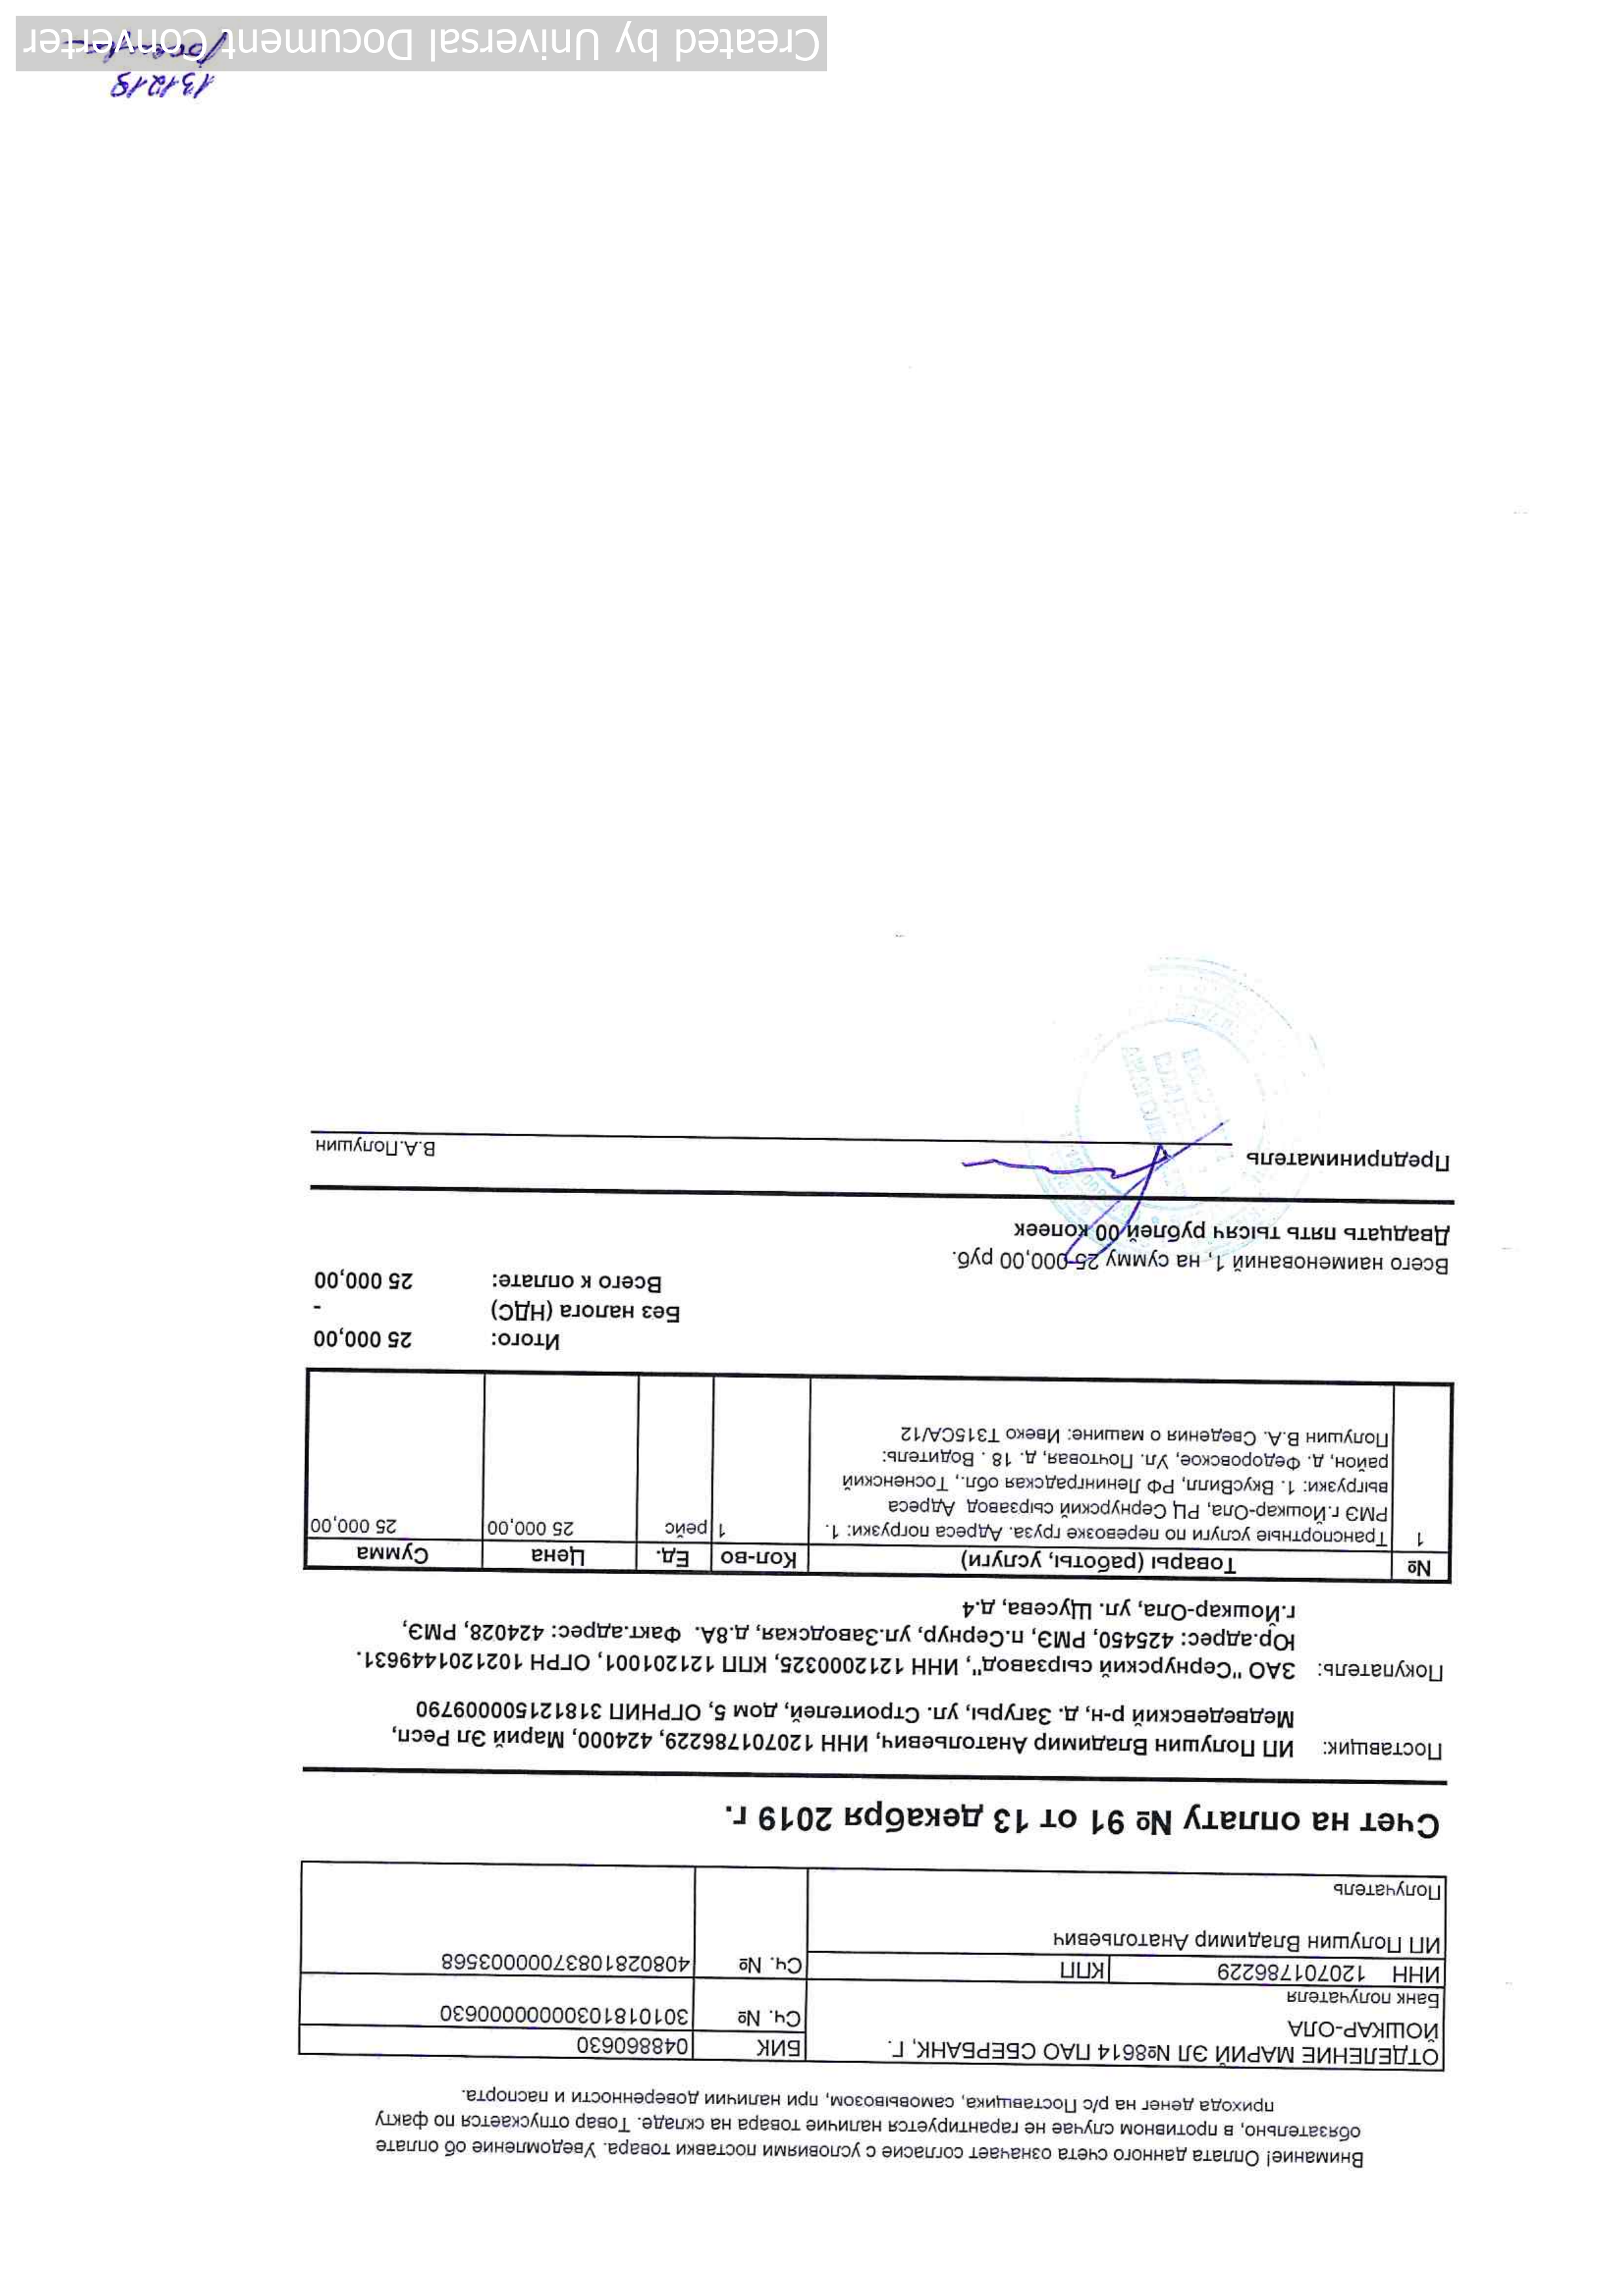 Внимание! Оплата данного счета означает согласие с условиями поставки товара. Уведомление об оплате
обязательно, в противном случае не гарантируется наличие товара на складе. Товар отпускается по факту
прихода денег на р/с Поставщика, самовывозом, при наличии доверенности и паспорта.
ОТДЕЛЕНИЕ МАРИЙ ЭЛ №8614 ПАО СБЕРБАНК, Г. БИК 048860630
ЙОШКАР-ОЛА Сч. № 30101810300000000630
Банк получателя
ИНН 120701786229 КПП Сч. № 40802810837000003568
ИП Полушин Владимир Анатольевич
Получатель
Счет на оплату № 91 от 13 декабря 2019 г.
Поставщик: ИП Полушин Владимир Анатольевич, ИНН 120701786229, 424000, Марий Эл Респ,
Медведевский р-н, д. Загуры, ул. Строителей, дом 5, ОГРНИП 318121500009790
Покупатель: ЗАО "Сернурский сырзавод", ИНН 1212000325, КПП 121201001, ОГРН 1021201449631.
Юр.адрес: 425450, РМЭ, п.Сернур, ул.Заводская, д.8А. Факт.адрес: 424028, РМЭ,
г.Йошкар-Ола, ул. Щусева, д.4
№ Товары (работы, услуги) Кол-во Ед. Цена Сумма
1 Транспортные услуги по перевозке груза. Адреса погрузки: 1. 1 рейс 25 000,00 25 000,00
РМЭ г.Йошкар-Ола, РЦ Сернурский сырзавод Адреса
выгрузки: 1. ВкусВилл, РФ Ленинградская обл., Тосненский
район, д. Федоровское, Ул. Почтовая, д. 18 . Водитель:
Полушин В.А. Сведения о машине: Ивеко Т315СА/12
Итого: 25 000,00
Без налога (НДС) -
Всего к оплате: 25 000,00
Всего наименований 1, на сумму 25 000,00 руб.
Двадцать пять тысяч рублей 00 копеек
Предприниматель В.А.Полушин
131219
Created by Universal Document Converter